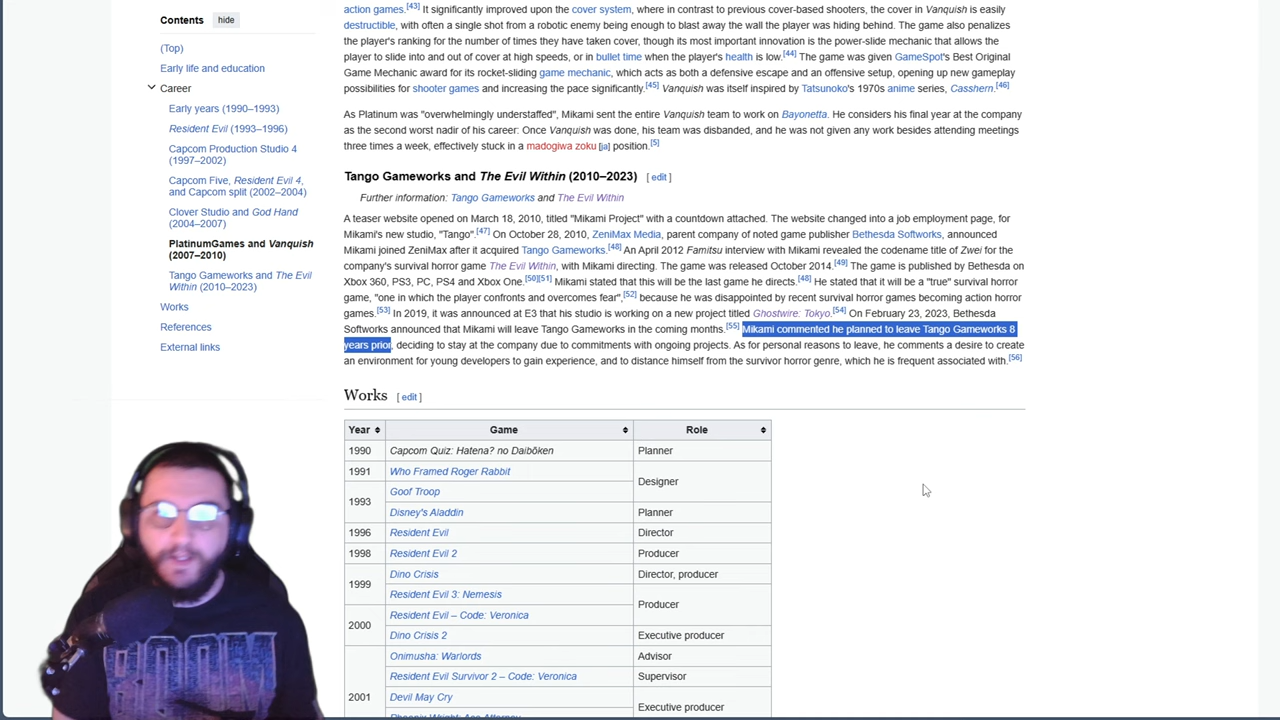 Contents hide
(Top)
Early life and education
Career
Early years (1990–1993)
Resident Evil (1993–1996)
Capcom Production Studio 4
(1997–2002)
Capcom Five, Resident Evil 4,
and Capcom split (2002–2004)
Clover Studio and God Hand
(2004–2007)
PlatinumGames and Vanquish
(2007–2010)
Tango Gameworks and The Evil
Within (2010–2023)
Works
References
External links
action games.[43] It significantly improved upon the cover system, where in contrast to previous cover-based shooters, the cover in Vanquish is easily
destructible, with often a single shot from a robotic enemy being enough to blast away the wall the player was hiding behind. The game also penalizes
the player's ranking for the number of times they have taken cover, though its most important innovation is the power-slide mechanic that allows the
player to slide into and out of cover at high speeds, or in bullet time when the player's health is low.[44] The game was given GameSpot's Best Original
Game Mechanic award for its rocket-sliding game mechanic, which acts as both a defensive escape and an offensive setup, opening up new gameplay
possibilities for shooter games and increasing the pace significantly.[45] Vanquish was itself inspired by Tatsunoko's 1970s anime series, Casshern.[46]
As Platinum was "overwhelmingly understaffed", Mikami sent the entire Vanquish team to work on Bayonetta. He considers his final year at the company
as the second worst nadir of his career: Once Vanquish was done, his team was disbanded, and he was not given any work besides attending meetings
three times a week, effectively stuck in a madogiwa zoku [ja] position.[5]
Tango Gameworks and The Evil Within (2010–2023) [ edit ]
Further information: Tango Gameworks and The Evil Within
A teaser website opened on March 18, 2010, titled "Mikami Project" with a countdown attached. The website changed into a job employment page, for
Mikami's new studio, "Tango".[47] On October 28, 2010, ZeniMax Media, parent company of noted game publisher Bethesda Softworks, announced
Mikami joined ZeniMax after it acquired Tango Gameworks.[48] An April 2012 Famitsu interview with Mikami revealed the codename title of Zwei for the
company's survival horror game The Evil Within, with Mikami directing. The game was released October 2014.[49] The game is published by Bethesda on
Xbox 360, PS3, PC, PS4 and Xbox One.[50][51] Mikami stated that this will be the last game he directs.[48] He stated that it will be a "true" survival horror
game, "one in which the player confronts and overcomes fear",[52] because he was disappointed by recent survival horror games becoming action horror
games.[53] In 2019, it was announced at E3 that his studio is working on a new project titled Ghostwire: Tokyo.[54] On February 23, 2023, Bethesda
Softworks announced that Mikami will leave Tango Gameworks in the coming months.[55] Mikami commented he planned to leave Tango Gameworks 8
years prior, deciding to stay at the company due to commitments with ongoing projects. As for personal reasons to leave, he comments a desire to create
an environment for young developers to gain experience, and to distance himself from the survivor horror genre, which he is frequent associated with.[56]
Works [ edit ]
Year Game Role
1990 Capcom Quiz: Hatena? no Daibōken Planner
1991 Who Framed Roger Rabbit Designer
1993 Goof Troop
Disney's Aladdin Planner
1996 Resident Evil Director
1998 Resident Evil 2 Producer
1999 Dino Crisis Director, producer
Resident Evil 3: Nemesis Producer
2000 Resident Evil – Code: Veronica
Dino Crisis 2 Executive producer
2001 Onimusha: Warlords Advisor
Resident Evil Survivor 2 – Code: Veronica Supervisor
Devil May Cry Executive producer
Phoenix Wright: Ace Attorney
BOOM